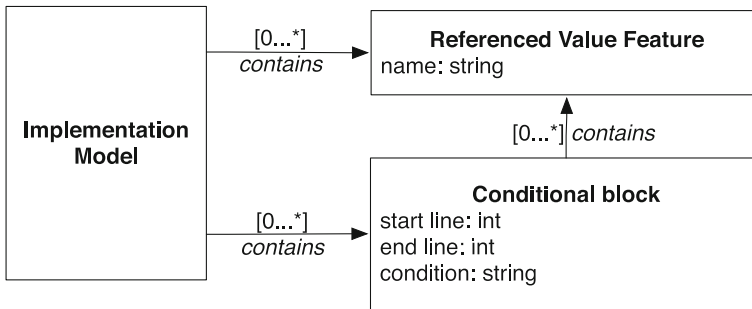 Implementation
Model
[0...*]
contains
Referenced Value Feature
name: string
[0...*] contains
[0...*]
contains
Conditional block
start line: int
end line: int
condition: string